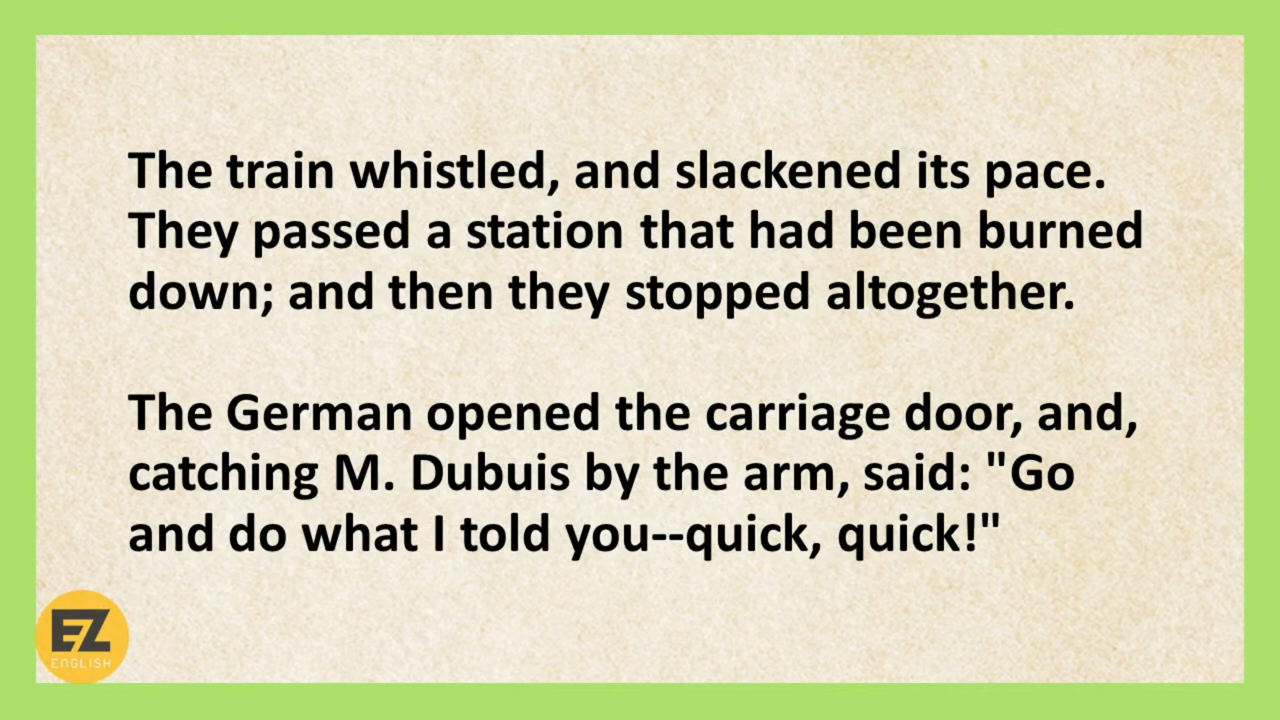 The train whistled, and slackened its pace.
They passed a station that had been burned
down; and then they stopped altogether.
The German opened the carriage door, and,
catching M. Dubuis by the arm, said: "Go
and do what I told you--quick, quick!"
EZ
ENGLISH